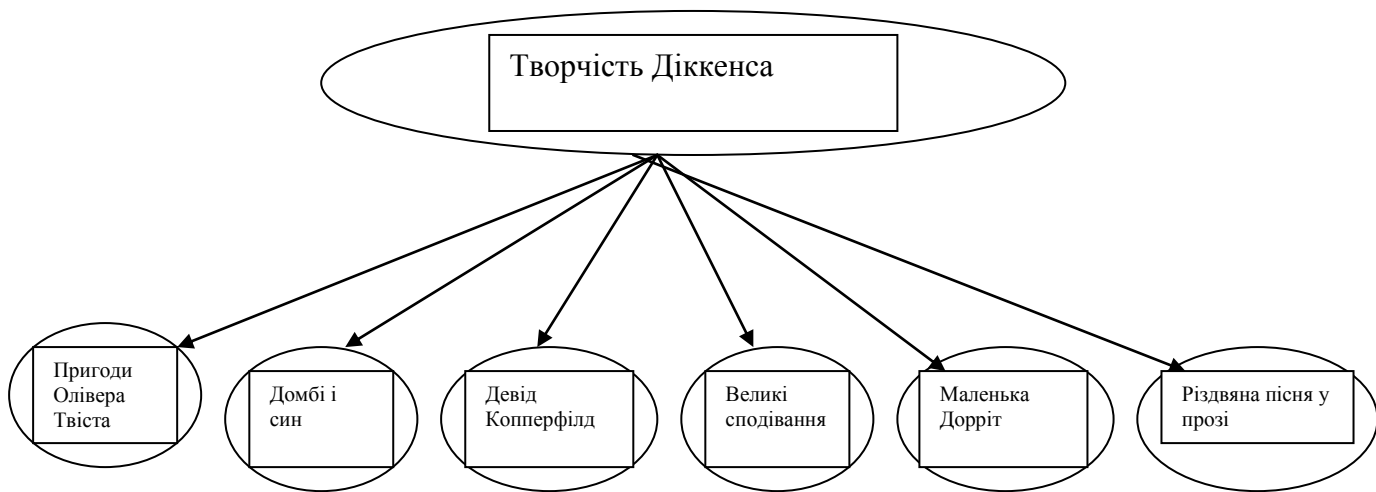 Творчість Діккенса
Пригоди
Олівера
Твіста
Домбі і
син
Девід
Копперфілд
Великі
сподівання
Маленька
Дорріт
Різдвяна пісня у
прозі